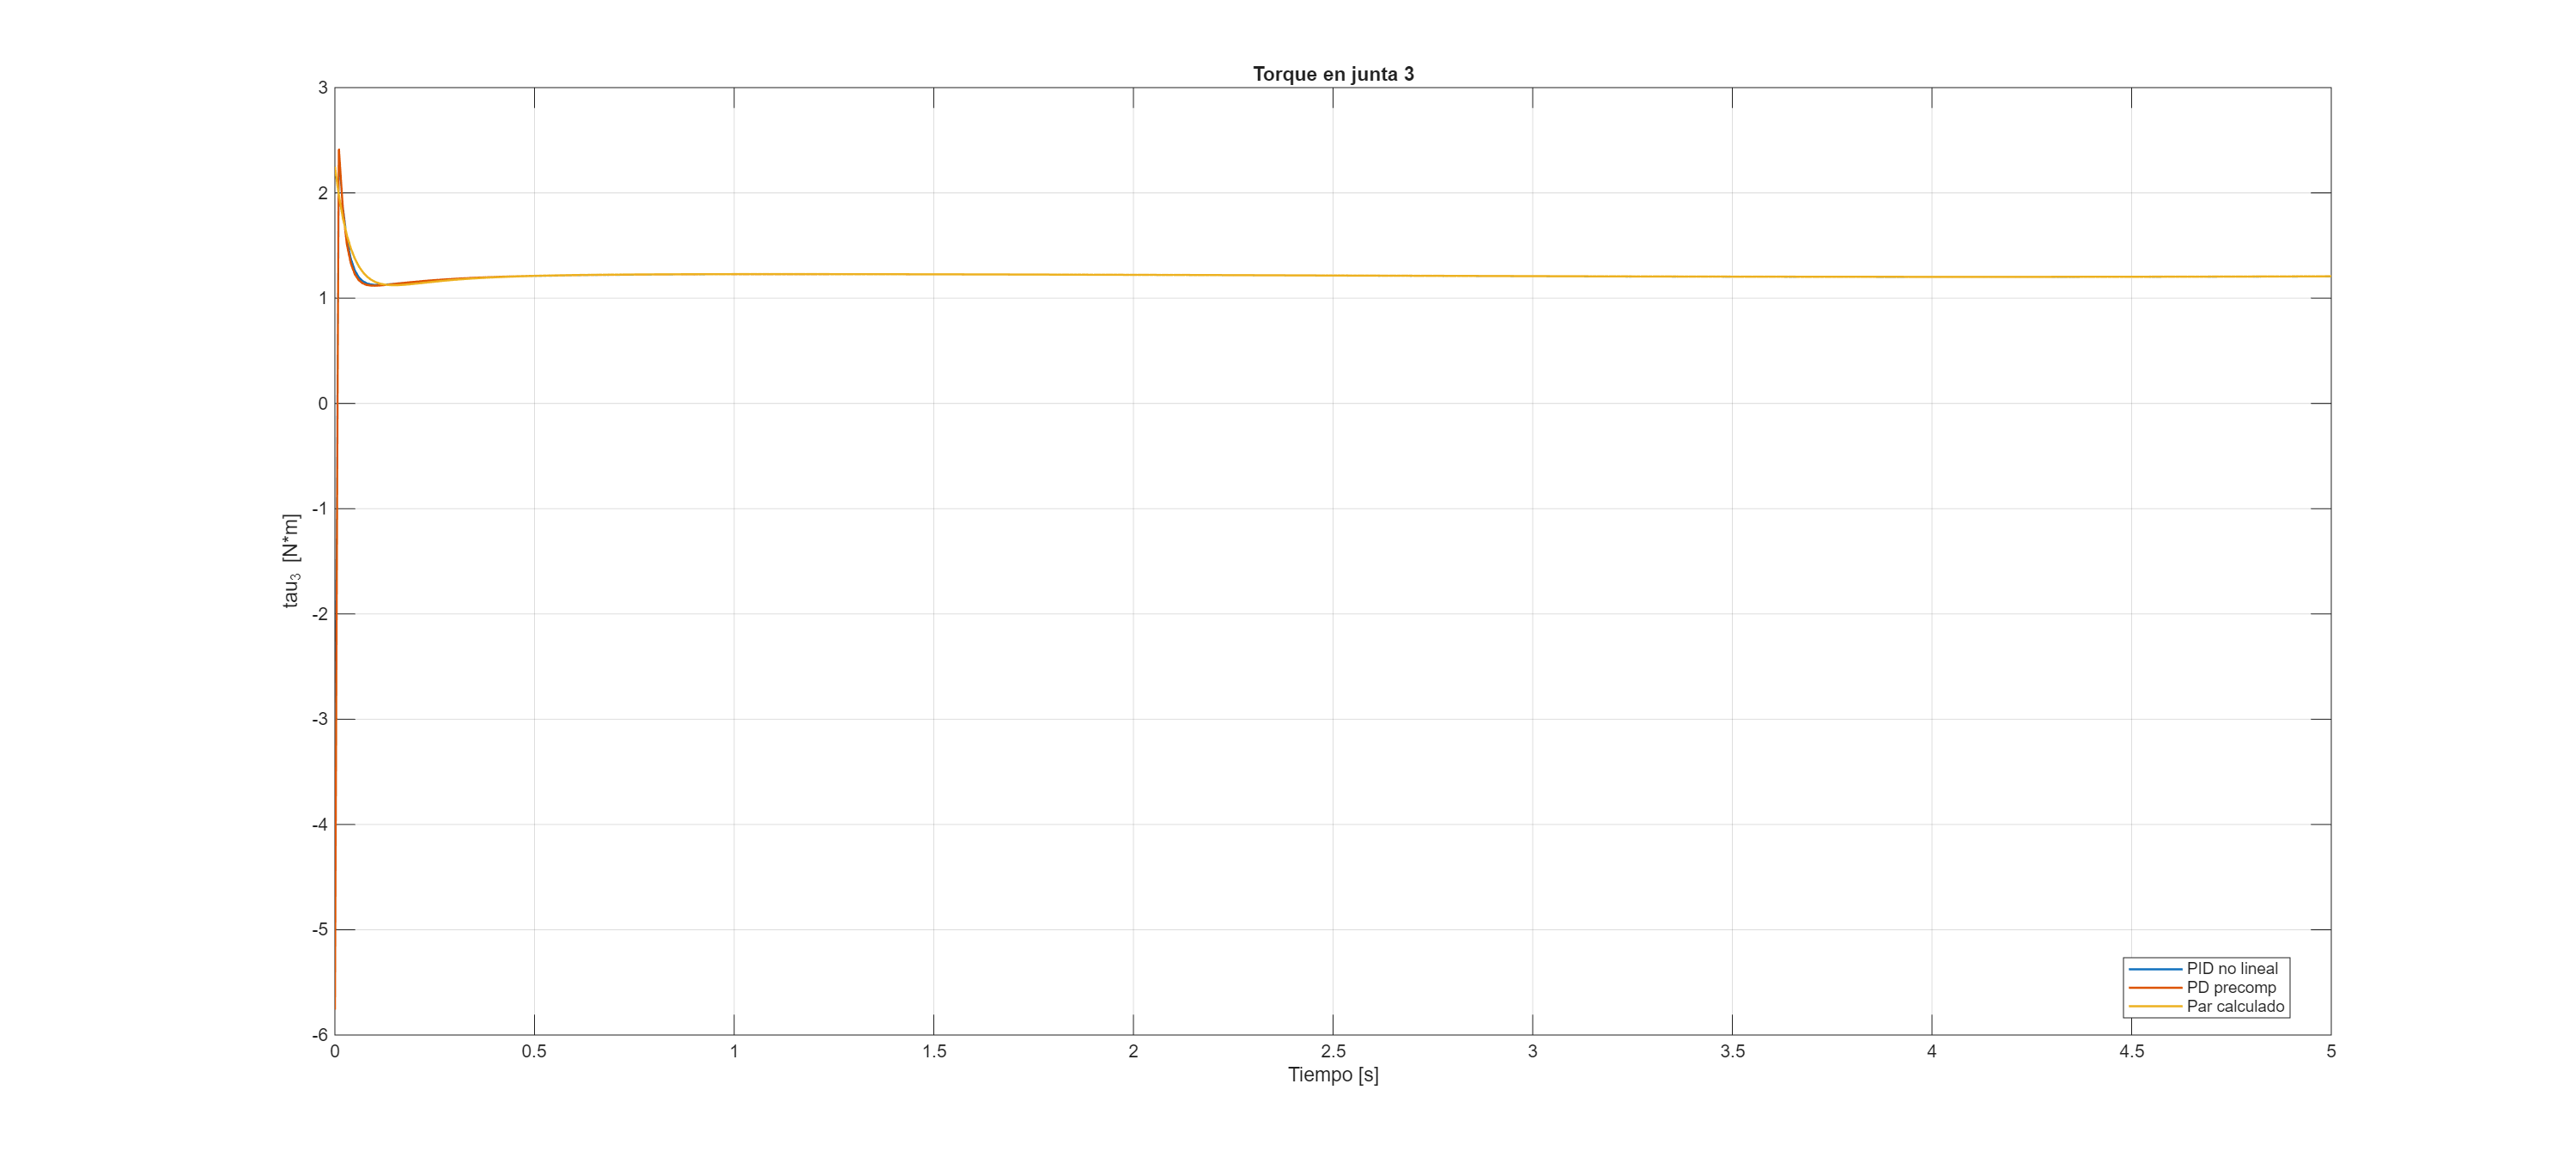 Torque en junta 3
3
2
1
0
-1
-2
-3
-4
-5
-6
tau₃ [N*m]
0 0.5 1 1.5 2 2.5 3 3.5 4 4.5 5
Tiempo [s]
PID no lineal
PD precomp
Par calculado